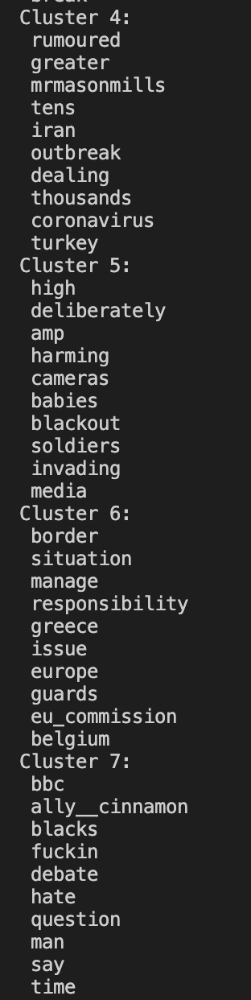 break
Cluster 4:
rumoured
greater
mrmasonmills
tens
iran
outbreak
dealing
thousands
coronavirus
turkey
Cluster 5:
high
deliberately
amp
harming
cameras
babies
blackout
soldiers
invading
media
Cluster 6:
border
situation
manage
responsibility
greece
issue
europe
guards
eu_commission
belgium
Cluster 7:
bbc
ally__cinnamon
blacks
fuckin
debate
hate
question
man
say
time